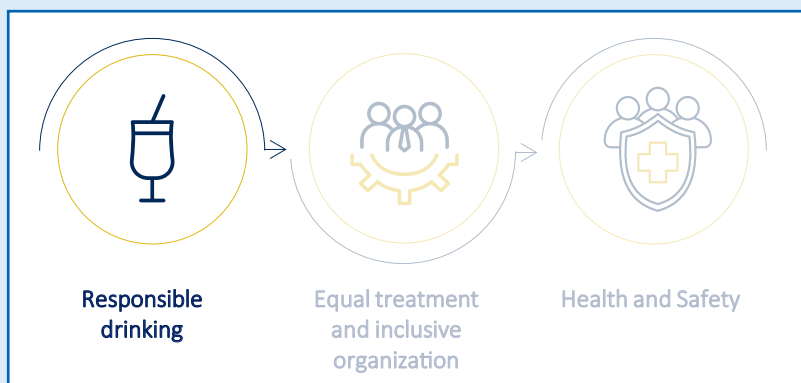 Responsible
drinking
Equal treatment
and inclusive
organization
Health and Safety